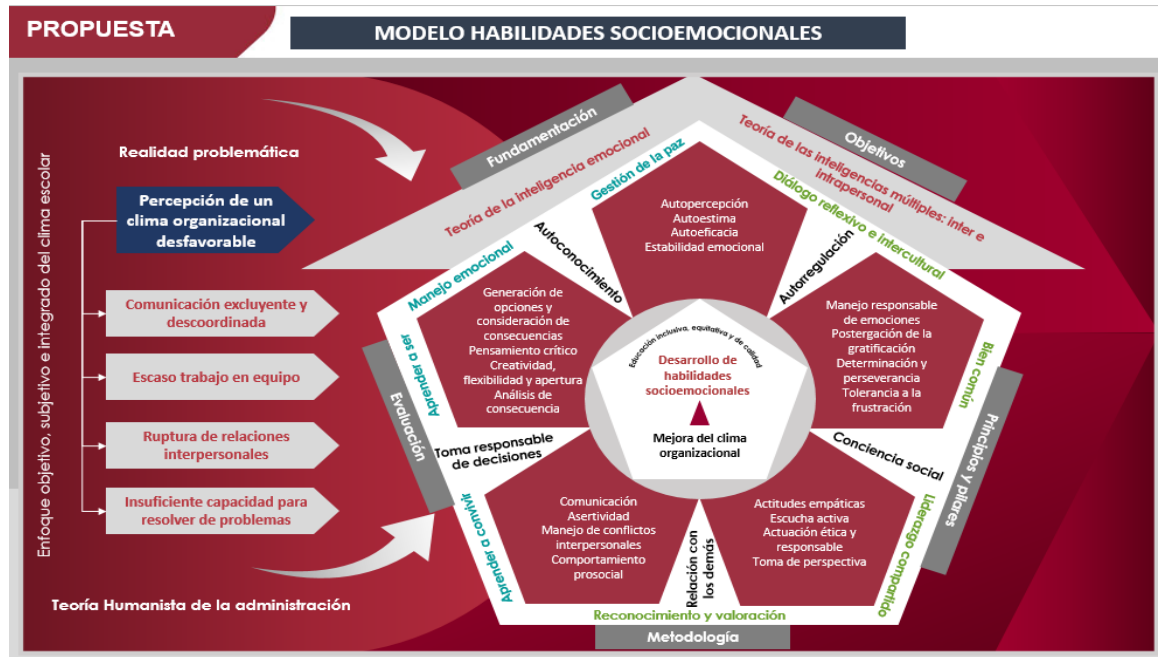 PROPUESTA
MODELO HABILIDADES SOCIOEMOCIONALES
Enfoque objetivo, subjetivo e integrado del clima escolar
Realidad problemática
Percepción de un
clima organizacional
desfavorable
Comunicación excluyente y
descoordinada
Escaso trabajo en equipo
Ruptura de relaciones
interpersonales
Insuficiente capacidad para
resolver de problemas
Teoría Humanista de la administración
Fundamentación
Objetivos
Teoría de la inteligencia emocional
Teoría de las inteligencias múltiples: inter e
intrapersonal
Gestión de la paz
Diálogo reflexivo e intercultural
Manejo emocional
Aprender a ser
Bien común
Autopercepción
Autoestima
Autoeficacia
Estabilidad emocional
Autoconocimiento
Autorregulación
Generación de
opciones y
consideración de
consecuencias
Pensamiento crítico
Creatividad,
flexibilidad y apertura
Análisis de
consecuencia
Manejo responsable
de emociones
Postergación de la
gratificación
Determinación y
perseverancia
Tolerancia a la
frustración
Educación inclusiva, equitativa y de calidad
Desarrollo de
habilidades
socioemocionales
Mejora del clima
organizacional
Evaluación
Principios y pilares
Toma responsable
de decisiones
Conciencia social
Aprender a convivir
Liderazgo compartido
Comunicación
Asertividad
Manejo de conflictos
interpersonales
Comportamiento
prosocial
Relación con
los demás
Actitudes empáticas
Escucha activa
Actuación ética y
responsable
Toma de perspectiva
Reconocimiento y valoración
Metodología